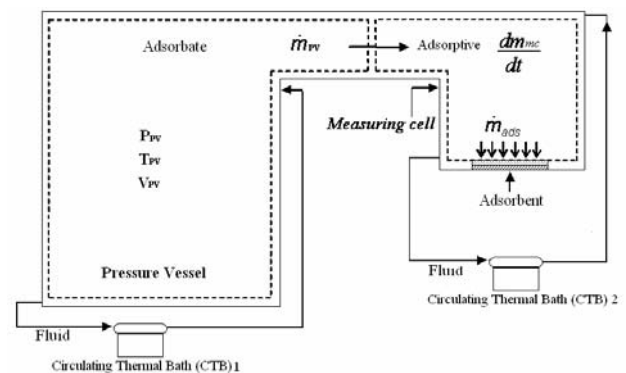 Adsorbate
ṁPV
Adsorptive
dmmc
dt
Measuring cell
ṁads
PPV
TPV
VPV
Adsorbent
Pressure Vessel
Fluid
Circulating Thermal Bath (CTB) 2
Fluid
Circulating Thermal Bath (CTB)1